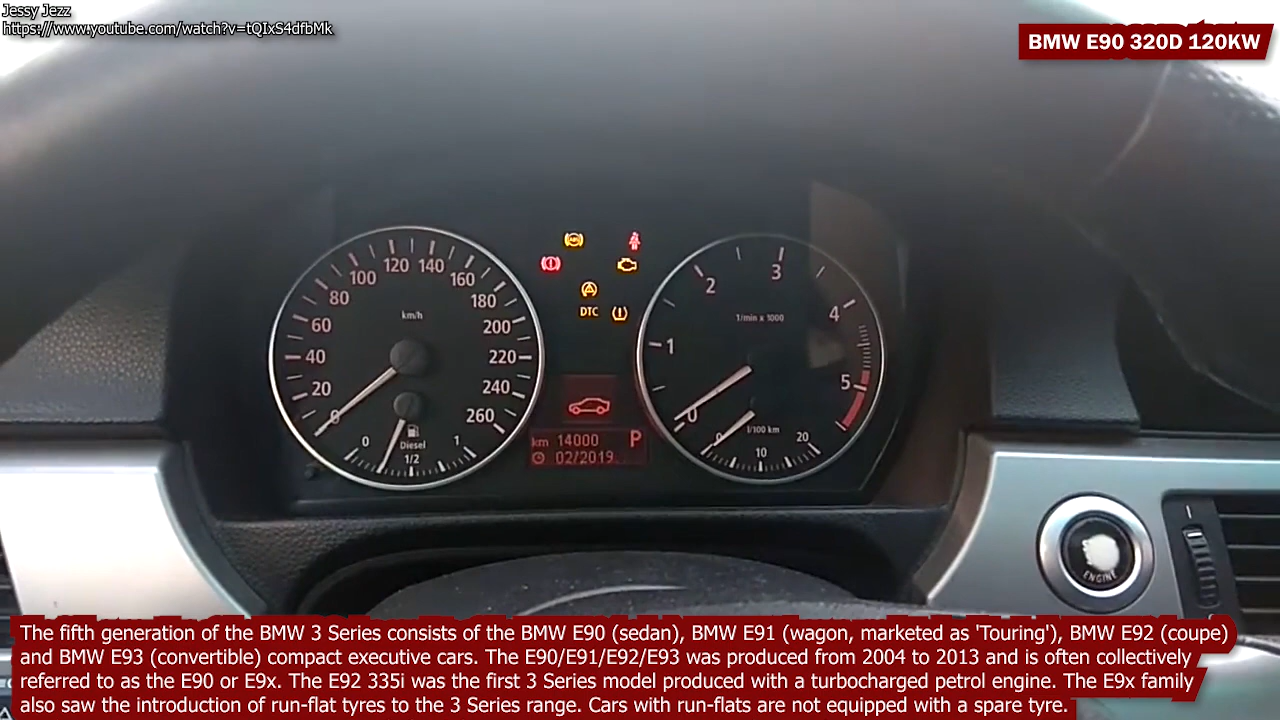 Jessy Jezz
https://www.youtube.com/watch?v=tQIxS4dfbMk
BMW E90 320D 120KW
120 140
100 160
80 180
60 200
40 220
20 240
0 260
km/h
0 1
Diesel
1/2
DTC
km 14000 P
02/2019
2 3
1 4
0 5
1/min x 1000
l/100 km
0 10 20
ENGINE
The fifth generation of the BMW 3 Series consists of the BMW E90 (sedan), BMW E91 (wagon, marketed as 'Touring'), BMW E92 (coupe)
and BMW E93 (convertible) compact executive cars. The E90/E91/E92/E93 was produced from 2004 to 2013 and is often collectively
referred to as the E90 or E9x. The E92 335i was the first 3 Series model produced with a turbocharged petrol engine. The E9x family
also saw the introduction of run-flat tyres to the 3 Series range. Cars with run-flats are not equipped with a spare tyre.